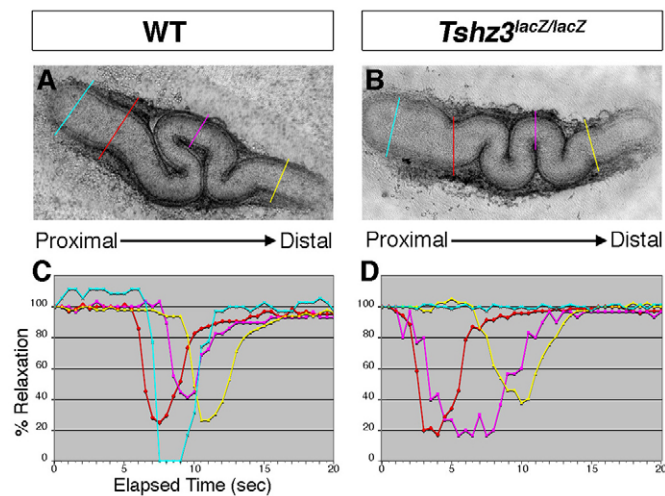 WT
Tshz3lacZ/lacZ
A
B
Proximal Distal
Proximal Distal
C
D
% Relaxation
100
80
60
40
20
0
0 5 10 15 20
Elapsed Time (sec)
100
80
60
40
20
0
0 5 10 15 20